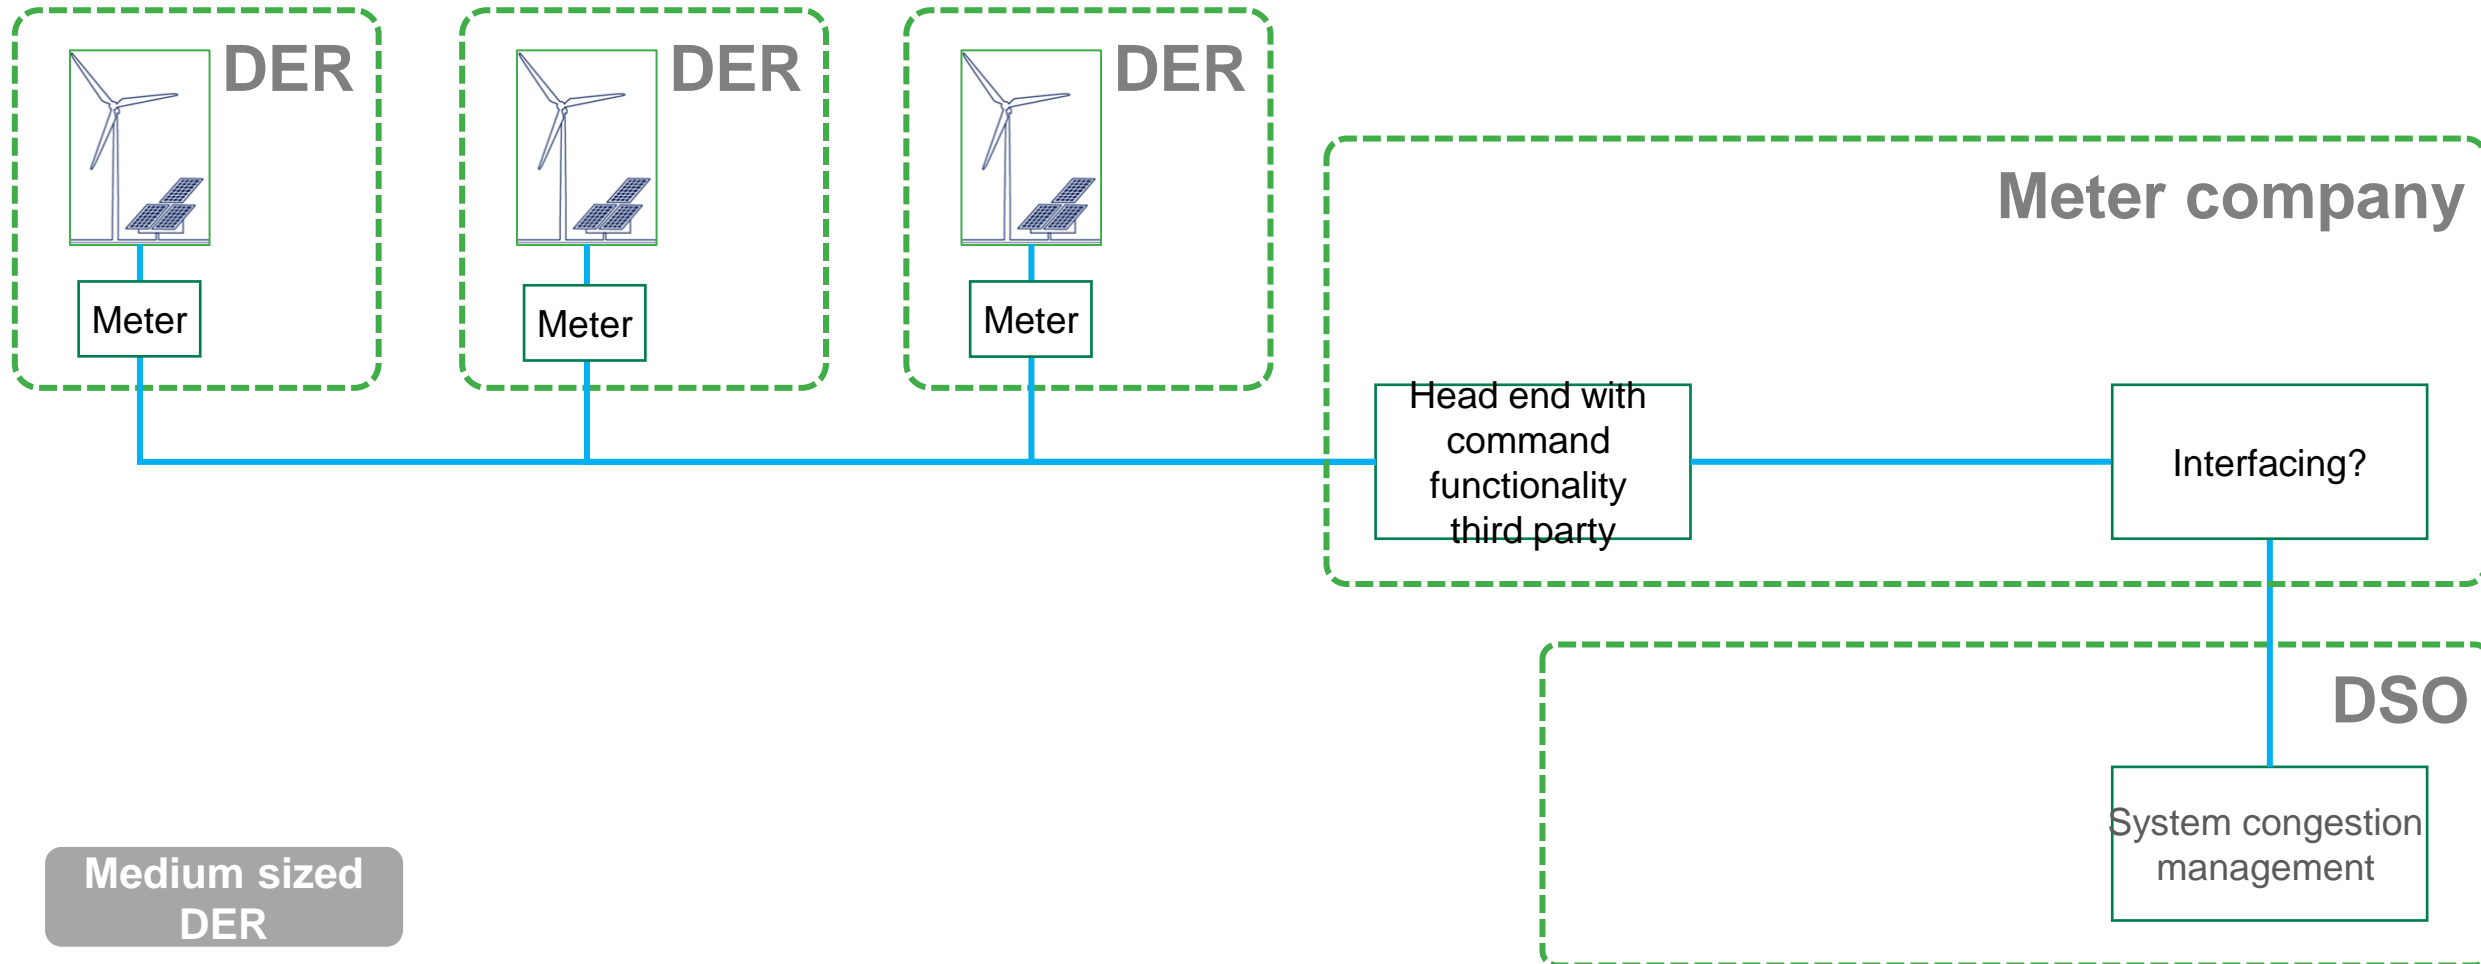 DER
DER
DER
Meter company
Meter
Meter
Meter
Head end with
command
functionality
third party
Interfacing?
DSO
System congestion
management
Medium sized
DER